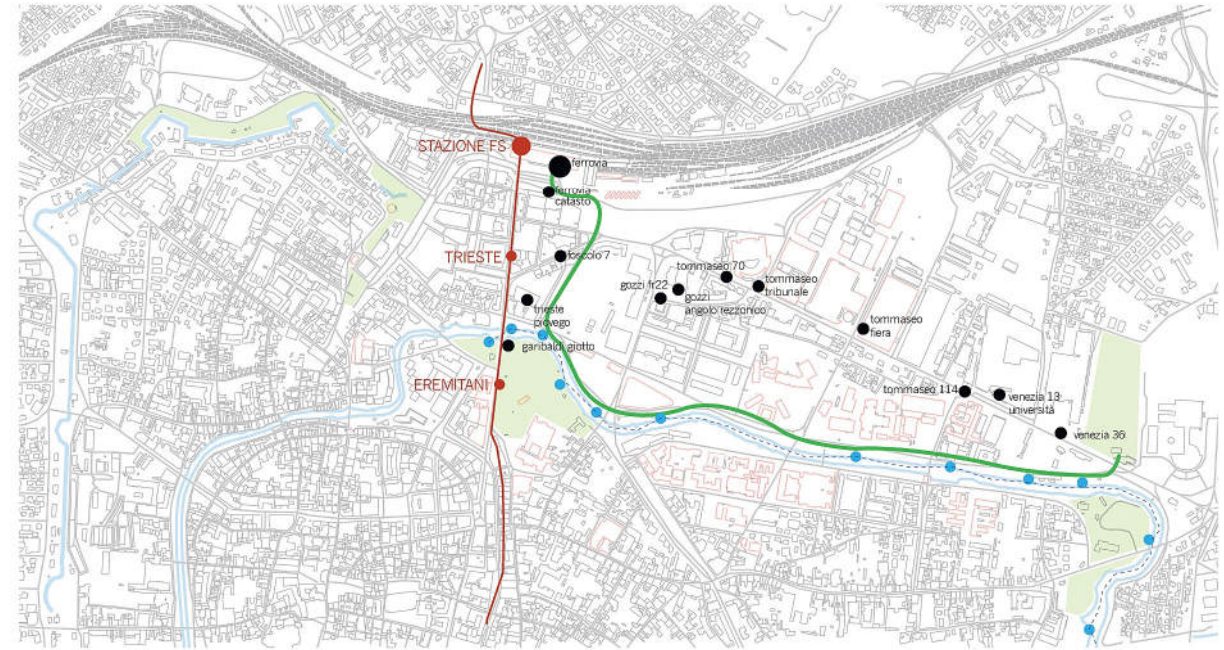 STAZIONE FS
ferrovia
ferrovia
catasto
TRIESTE
foscolo 7
tommaseo 70
tommaseo
tribunale
gozzi fr22
gozzi
angolo rezzonico
trieste
piovego
tommaseo
fiera
garibaldi giotto
EREMITANI
tommaseo 114
venezia 13
università
venezia 36